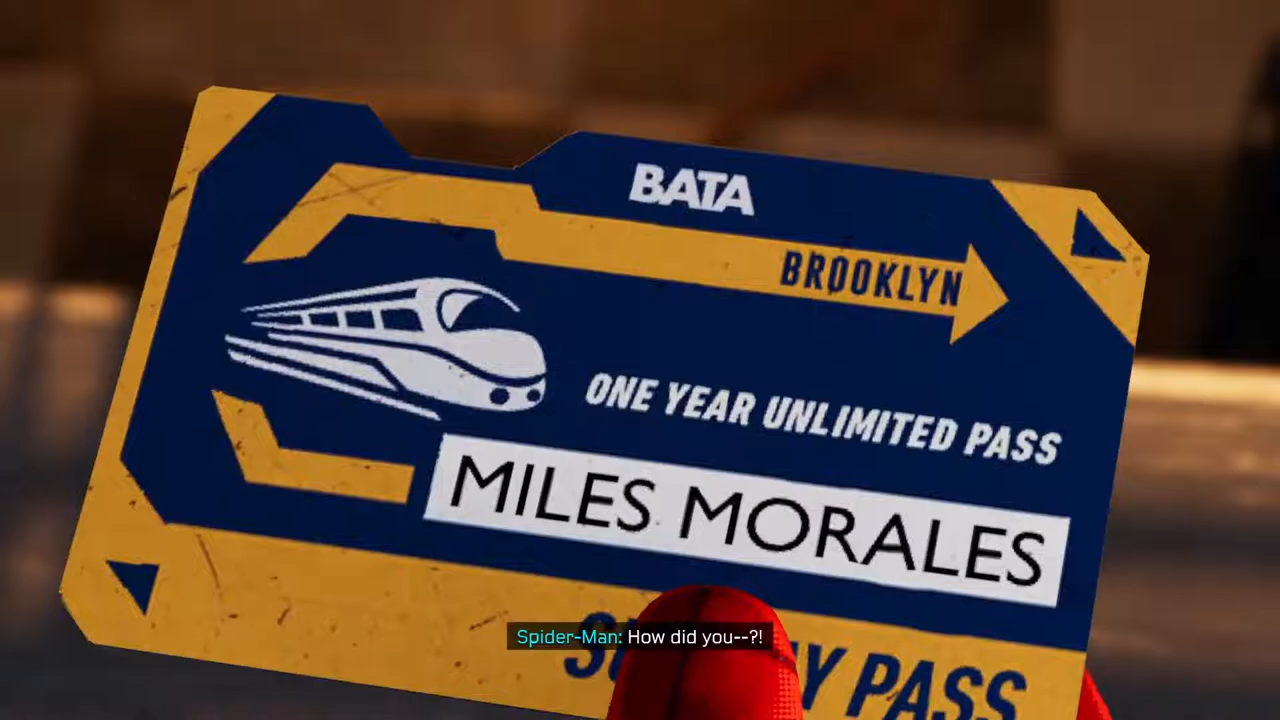 BATA
BROOKLYN
ONE YEAR UNLIMITED PASS
MILES MORALES
Spider-Man: How did you--?!
PASS